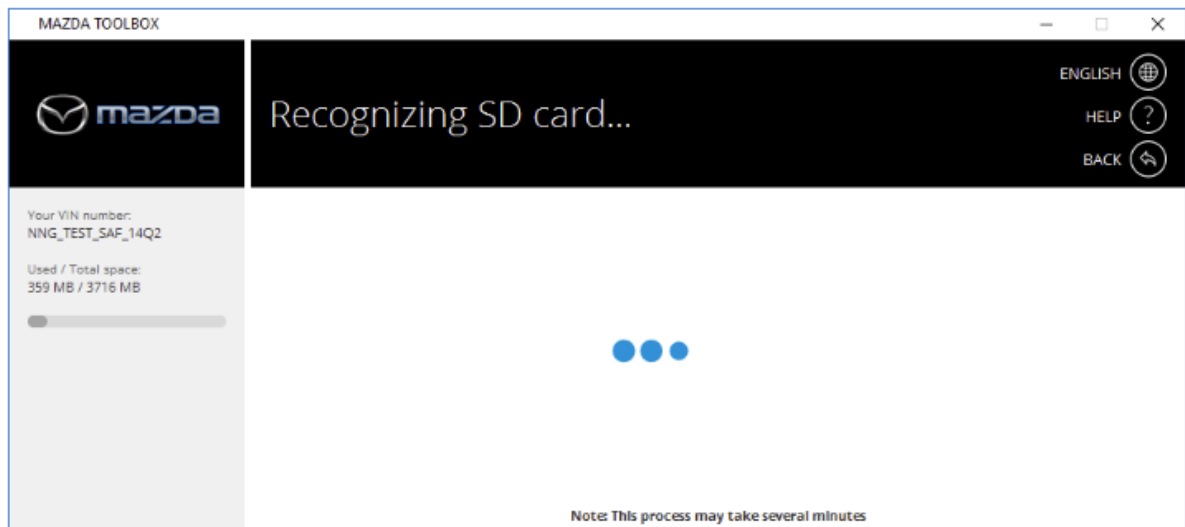 MAZDA TOOLBOX
mazda
Recognizing SD card...
ENGLISH
HELP
?
BACK
Your VIN number:
NNG_TEST_SAF_14Q2
Used / Total space:
359 MB / 3716 MB
Note: This process may take several minutes